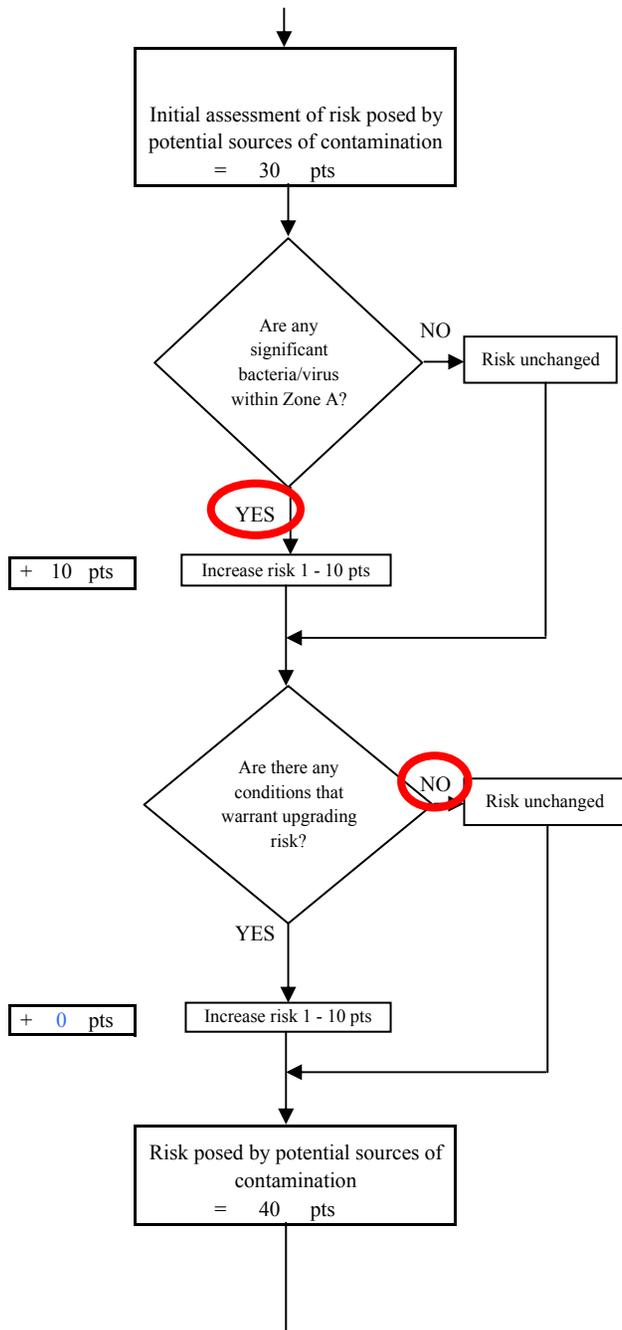 Initial assessment of risk posed by
potential sources of contamination
= 30 pts
Are any
significant
bacteria/virus
within Zone A?
NO
Risk unchanged
YES
+ 10 pts
Increase risk 1 - 10 pts
Are there any
conditions that
warrant upgrading
risk?
NO
Risk unchanged
YES
+ 0 pts
Increase risk 1 - 10 pts
Risk posed by potential sources of
contamination
= 40 pts